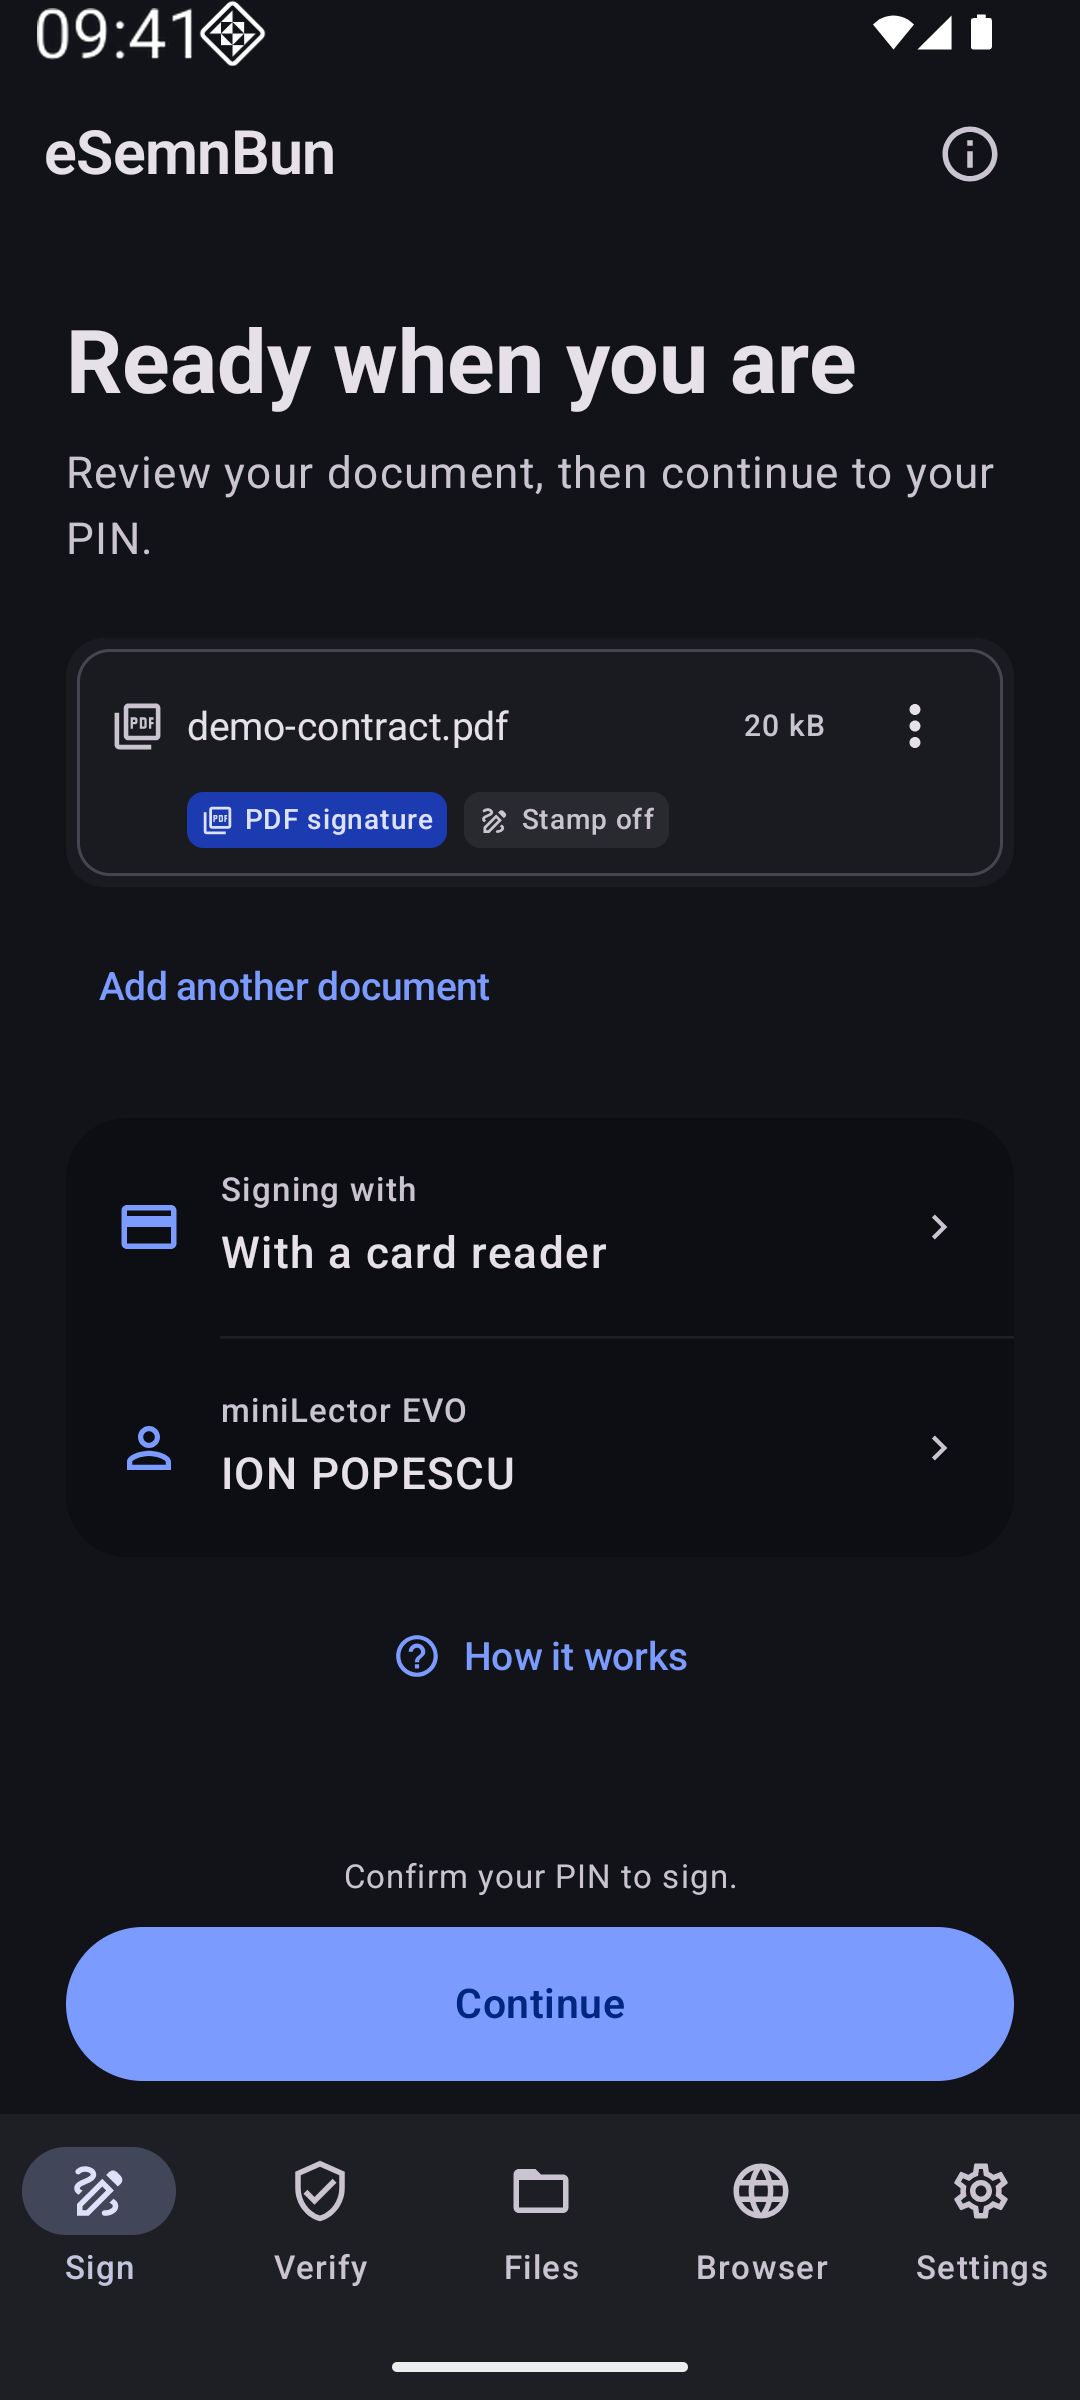 09:41
eSemnBun
Ready when you are
Review your document, then continue to your
PIN.
PDF demo-contract.pdf 20 kB
PDF PDF signature Stamp off
Add another document
Signing with
With a card reader
miniLector EVO
ION POPESCU
How it works
Confirm your PIN to sign.
Continue
Sign Verify Files Browser Settings